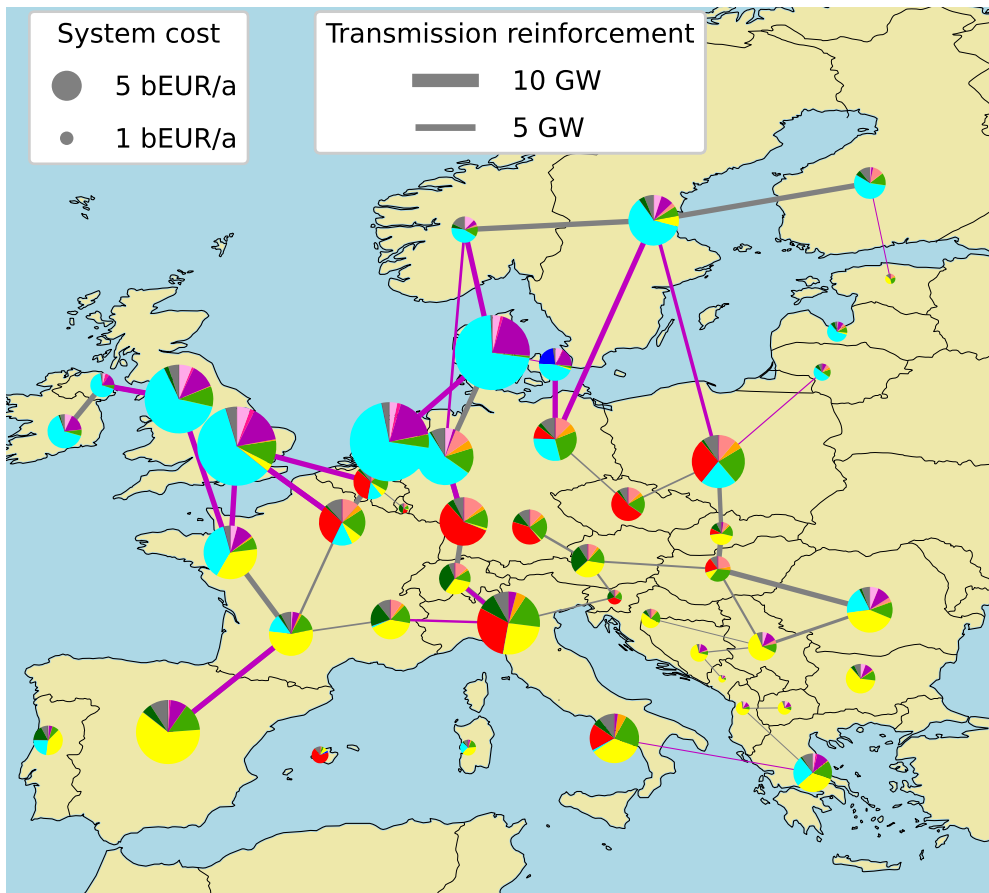 System cost
5 bEUR/a
1 bEUR/a
Transmission reinforcement
10 GW
5 GW